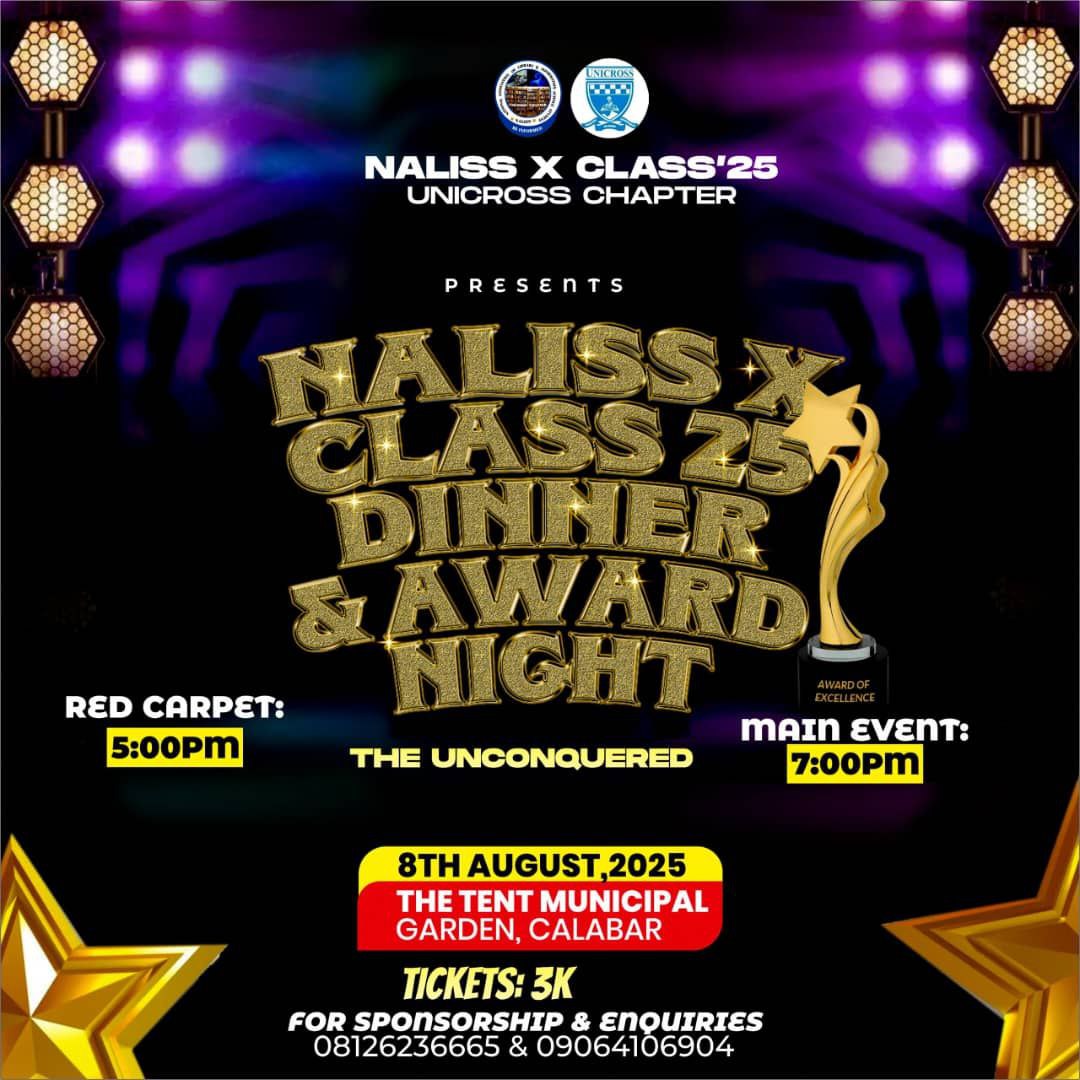 UNICROSS
NALISS X CLASS'25
UNICROSS CHAPTER
PRESENTS
NALISS X
CLASS 25
DINNER
& AWARD
NIGHT
AWARD OF
EXCELLENCE
RED CARPET:
5:00PM
THE UNCONQUERED
MAIN EVENT:
7:00PM
8TH AUGUST,2025
THE TENT MUNICIPAL
GARDEN, CALABAR
TICKETS: 3K
FOR SPONSORSHIP & ENQUIRIES
08126236665 & 09064106904